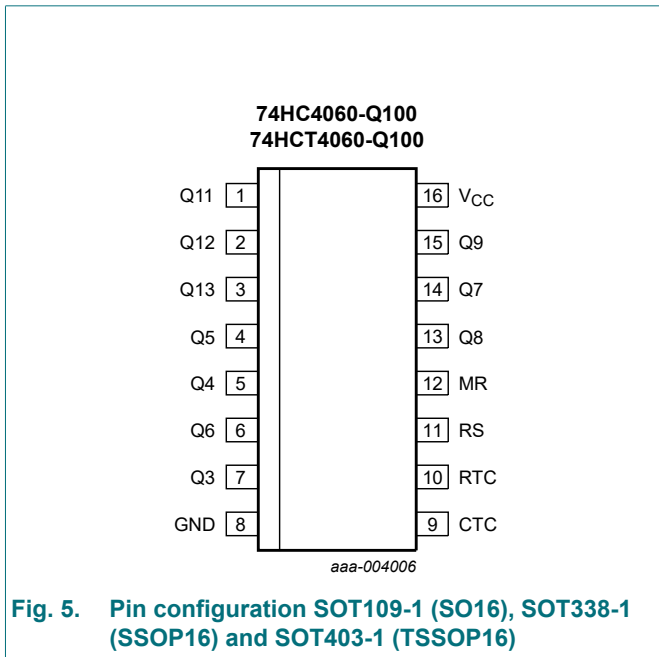 74HC4060-Q100
74HCT4060-Q100
Q11 1 16 VCC
Q12 2 15 Q9
Q13 3 14 Q7
Q5 4 13 Q8
Q4 5 12 MR
Q6 6 11 RS
Q3 7 10 RTC
GND 8 9 CTC
aaa-004006
Fig. 5. Pin configuration SOT109-1 (SO16), SOT338-1
(SSOP16) and SOT403-1 (TSSOP16)